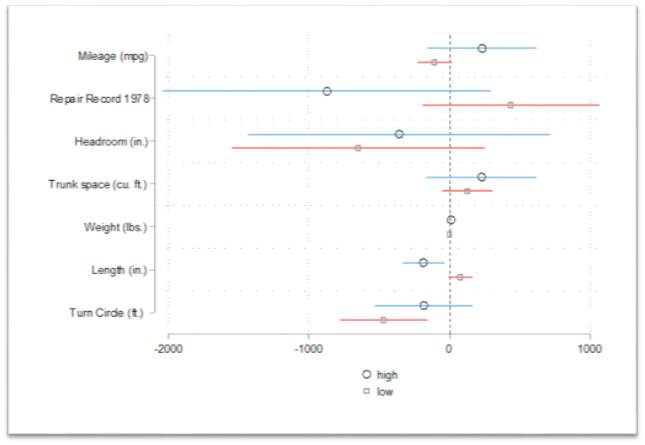 Mileage (mpg)
Repair Record 1978
Headroom (in.)
Trunk space (cu. ft.)
Weight (lbs.)
Length (in.)
Turn Circle (ft.)
-2000 -1000 0 1000
high
low